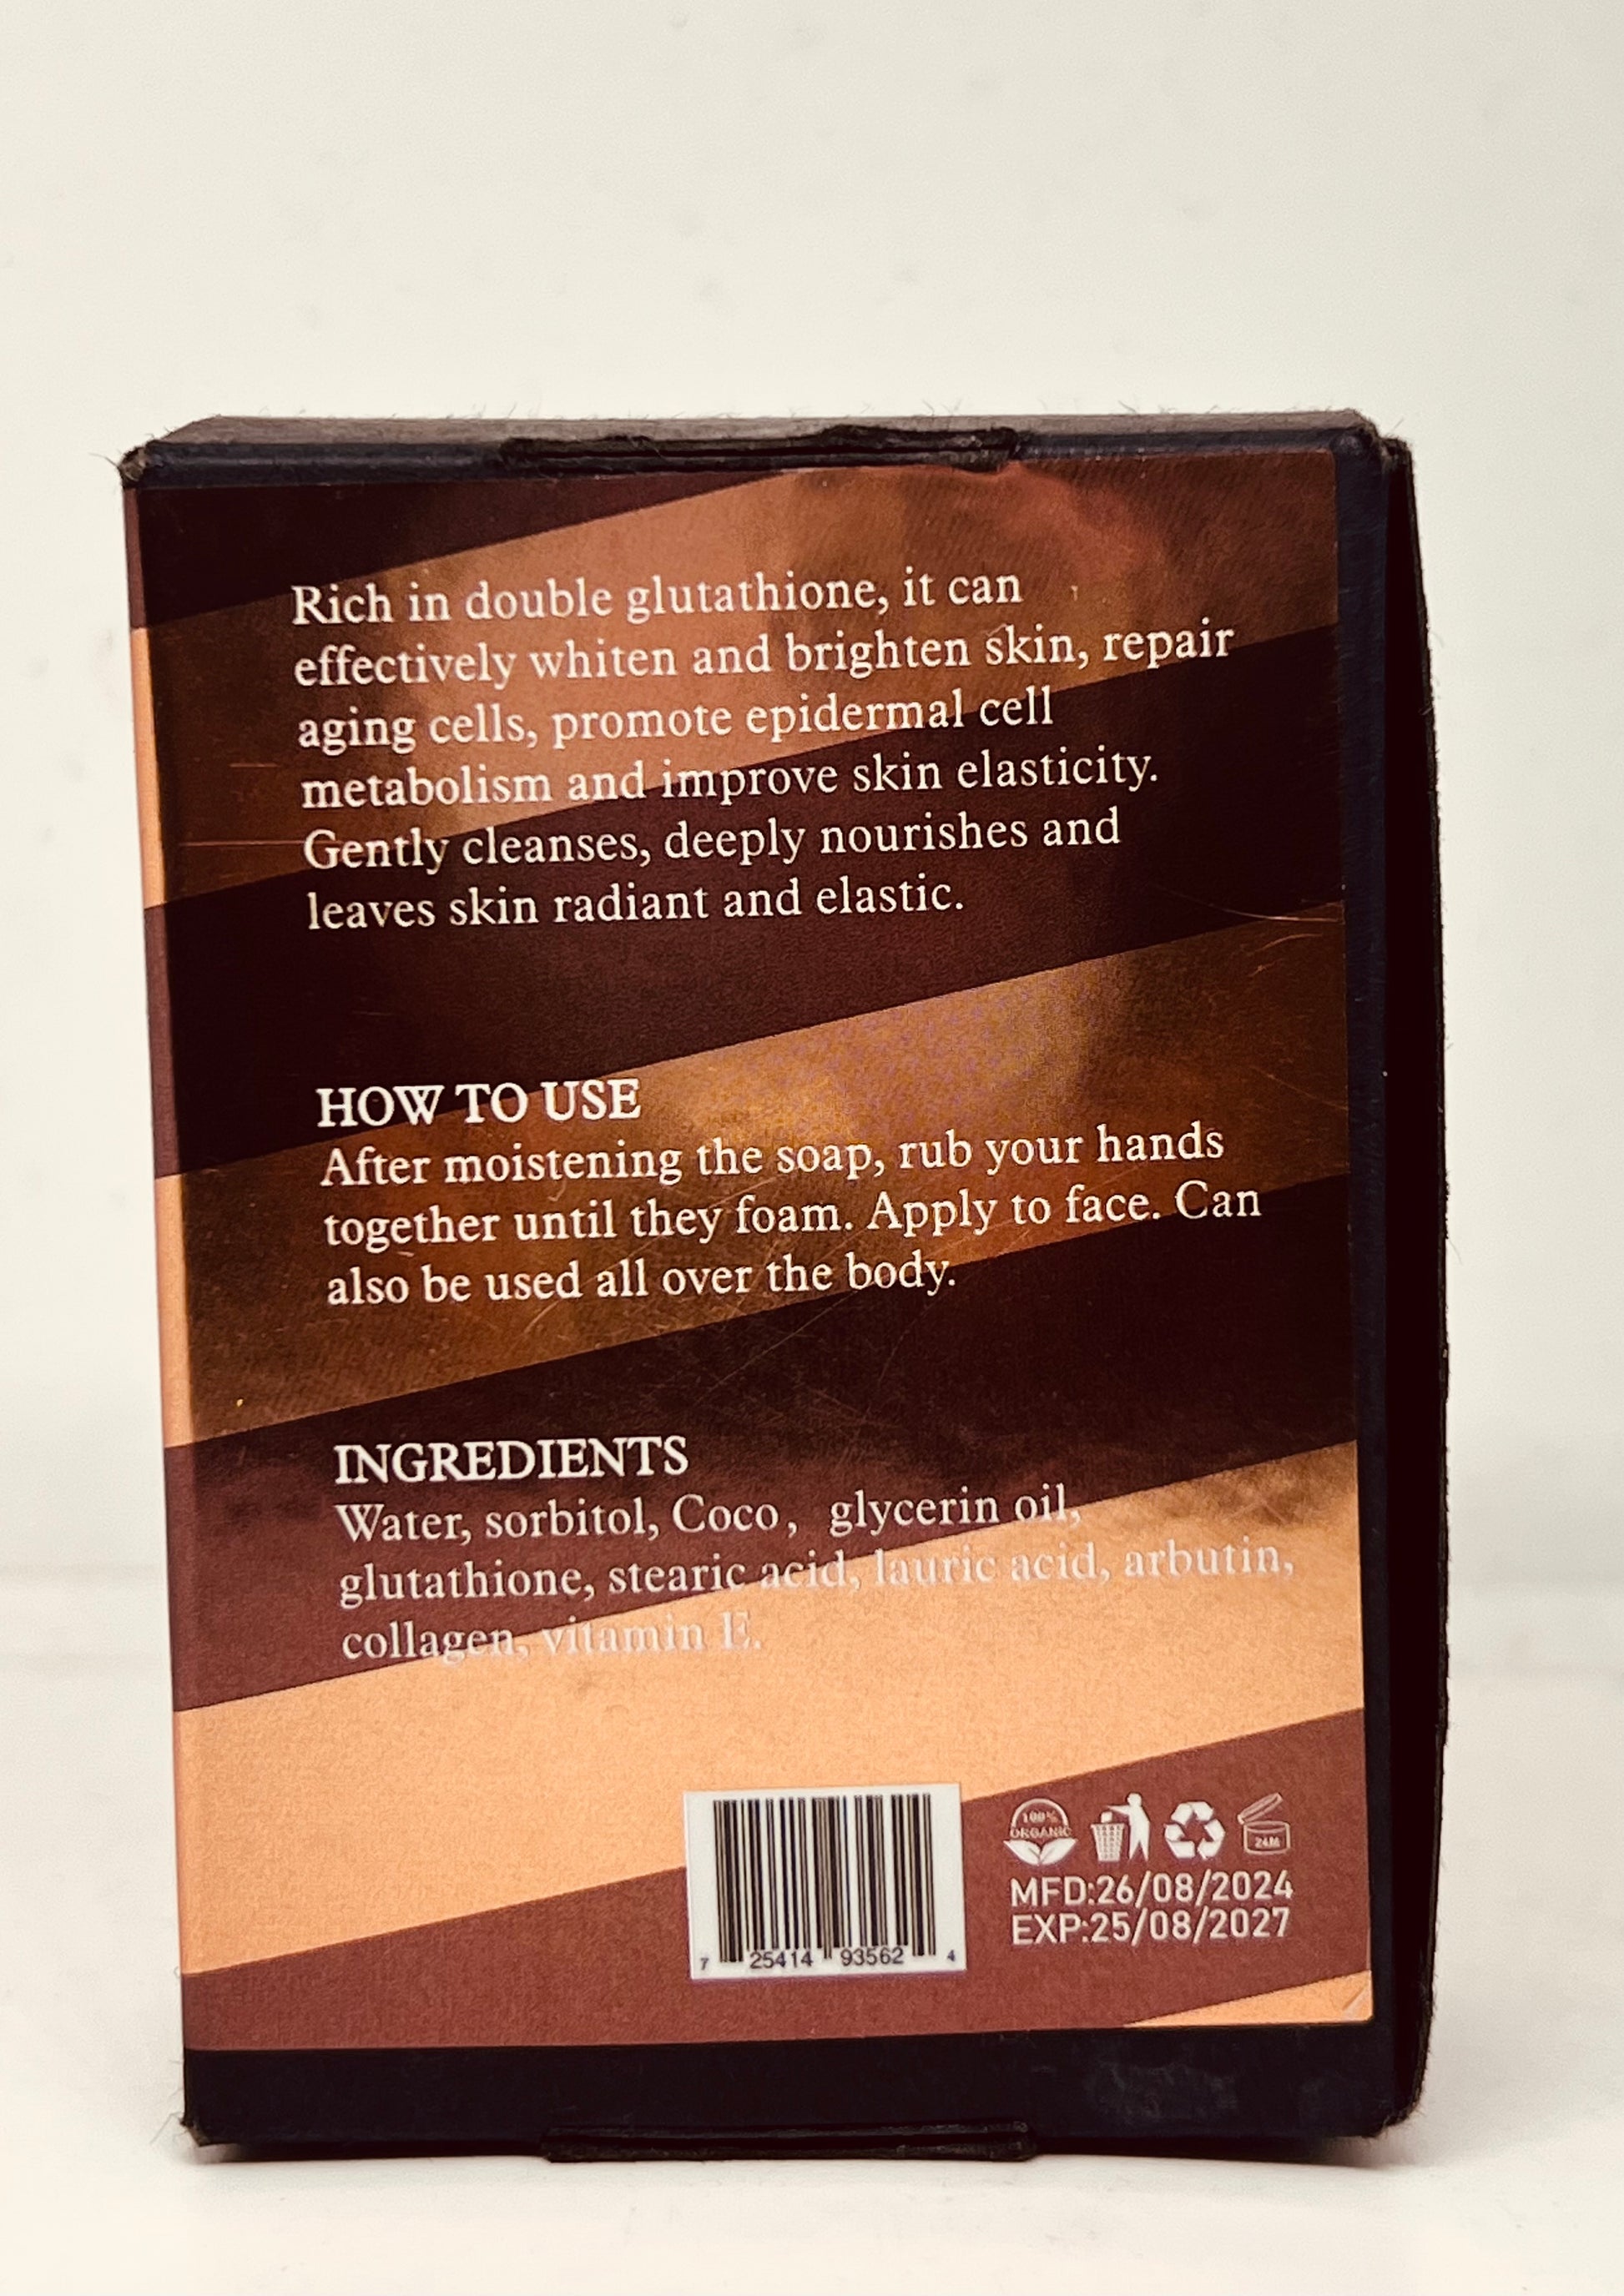 Rich in double glutathione, it can
effectively whiten and brighten skin, repair
aging cells, promote epidermal cell
metabolism and improve skin elasticity.
Gently cleanses, deeply nourishes and
leaves skin radiant and elastic.
HOW TO USE
After moistening the soap, rub your hands
together until they foam. Apply to face. Can
also be used all over the body.
INGREDIENTS
Water, sorbitol, Coco, glycerin oil,
glutathione, stearic acid, lauric acid, arbutin,
collagen, vitamin E.
100%
ORGANIC
24M
MFD:26/08/2024
EXP:25/08/2027
7 25414 93562 4